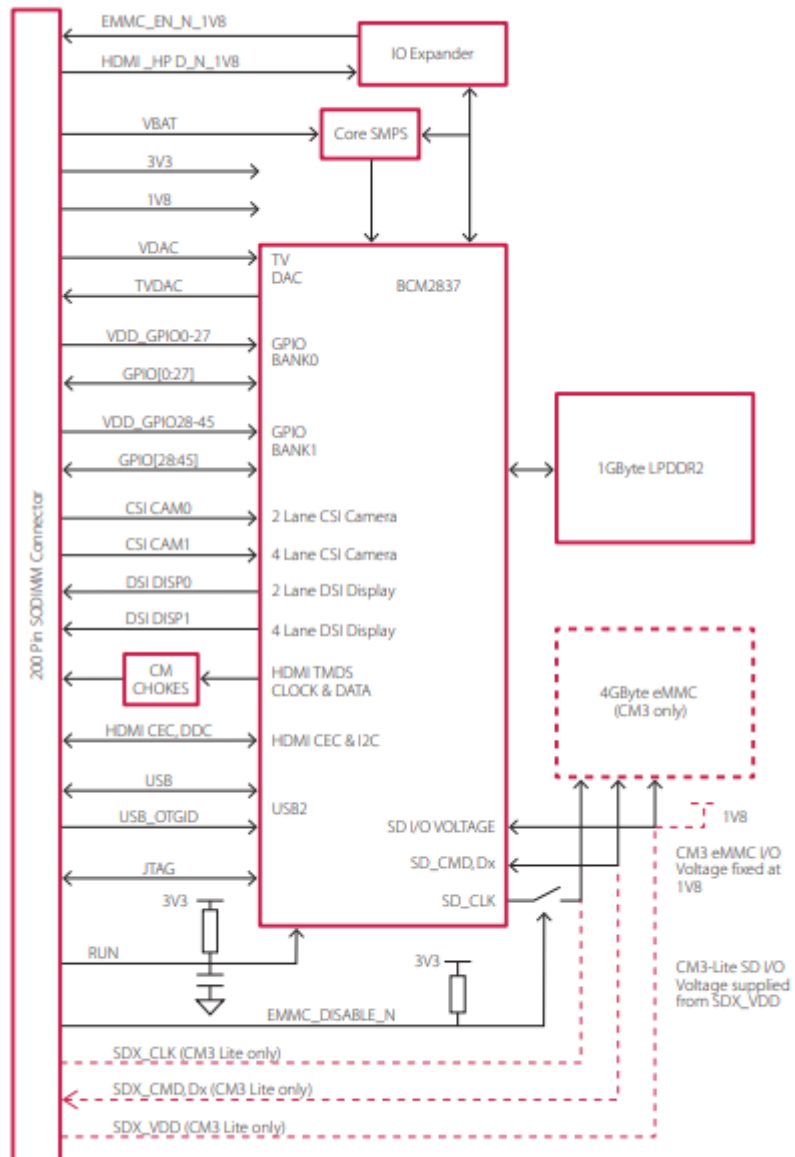 EMMC_EN_N_1V8
IO Expander
HDMI _HP D_N_1V8
VBAT
Core SMPS
3V3
1V8
VDAC
TV
DAC
BCM2837
TVDAC
VDD_GPIO0-27
GPIO
BANK0
GPIO[0:27]
VDD_GPIO28-45
GPIO
BANK1
GPIO[28:45]
1GByte LPDDR2
CSI CAM0
2 Lane CSI Camera
CSI CAM1
4 Lane CSI Camera
DSI DISP0
2 Lane DSI Display
DSI DISP1
4 Lane DSI Display
200 Pin SODIMM Connector
CM
CHOKES
HDMI TMDS
CLOCK & DATA
4GByte eMMC
(CM3 only)
HDMI CEC, DDC
HDMI CEC & I2C
USB
USB2
USB_OTGID
SD I/O VOLTAGE
1V8
SD_CMD,Dx
CM3 eMMC I/O
Voltage fixed at
1V8
JTAG
SD_CLK
3V3
RUN
3V3
CM3-Lite SD I/O
Voltage supplied
from SDX_VDD
EMMC_DISABLE_N
SDX_CLK (CM3 Lite only)
SDX_CMD, Dx (CM3 Lite only)
SDX_VDD (CM3 Lite only)